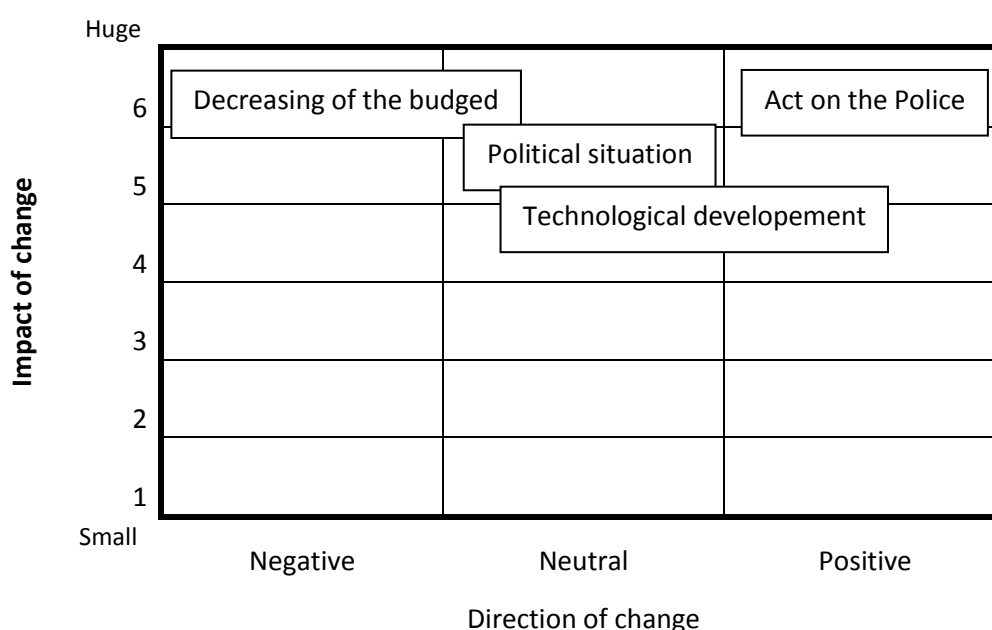 Huge
Decreasing of the budged
Act on the Police
6
Political situation
5
Technological developement
4
Impact of change
3
2
1
Small
Negative
Neutral
Positive
Direction of change